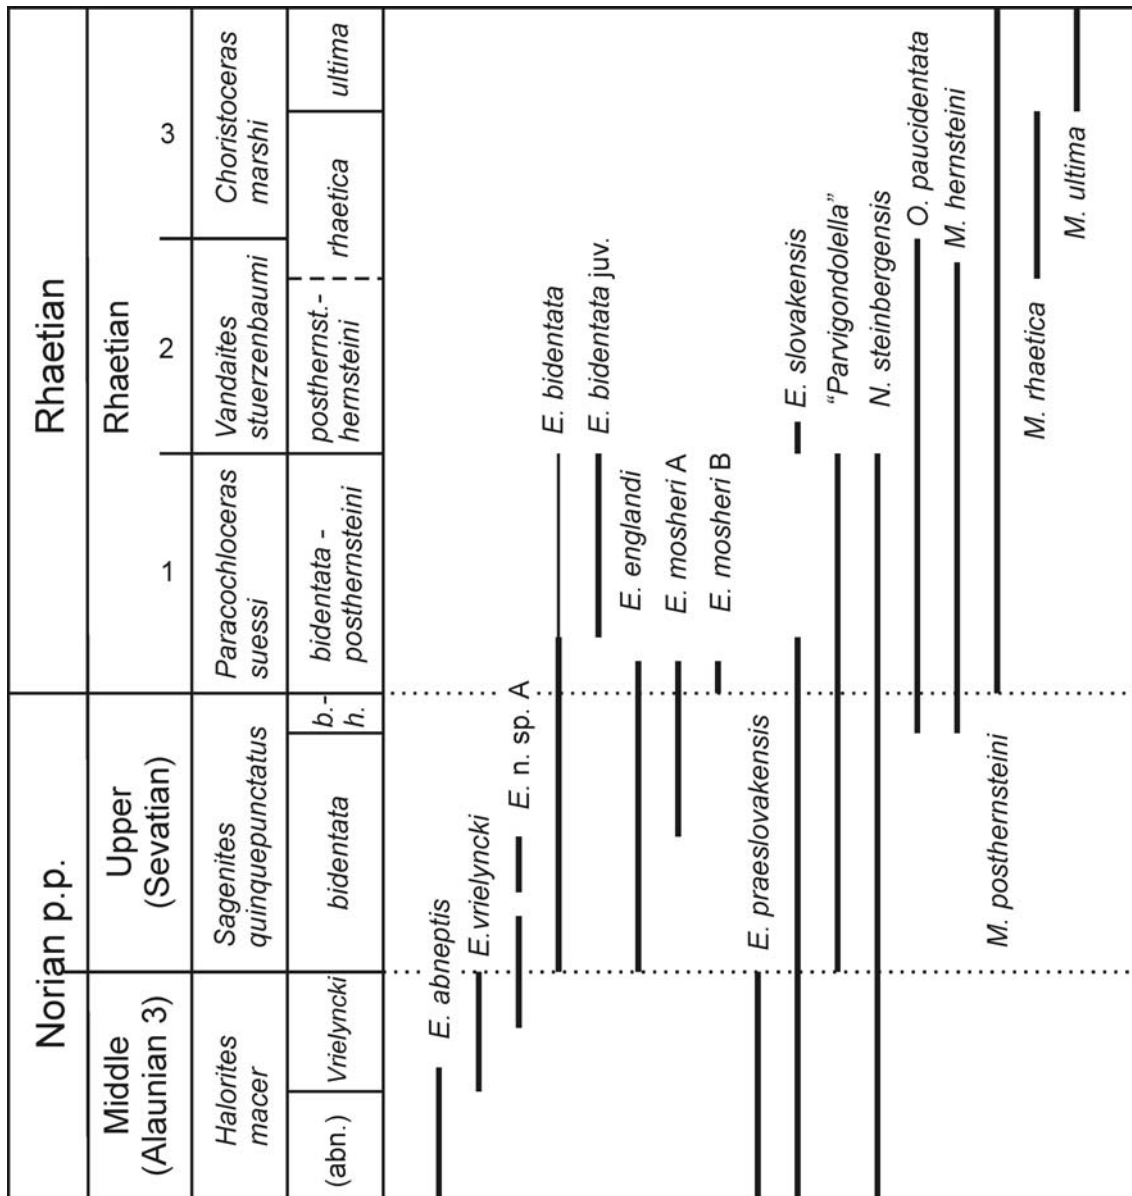 Rhaetian
Norian p.p.
Rhaetian
3
2
1
Upper
(Sevatian)
Middle
(Alaunian 3)
Choristoceras
marshi
Vandaites
stuerzenbaumi
Paracochloceras
suessi
Sagenites
quinquepunctatus
Halorites
macer
ultima
rhaetica
posthernst.-
hernsteini
bidentata -
posthernsteini
b.-
h.
bidentata
Vrielyncki
(abn.)
E. abneptis
E.vrielyncki
E. n. sp. A
E. bidentata
E. bidentata juv.
E. englandi
E. mosheri A
E. mosheri B
E. praeslovakensis
E. slovakensis
“Parvigondolella”
N. steinbergensis
O. paucidentata
M. hernsteini
M. posthernsteini
M. rhaetica
M. ultima